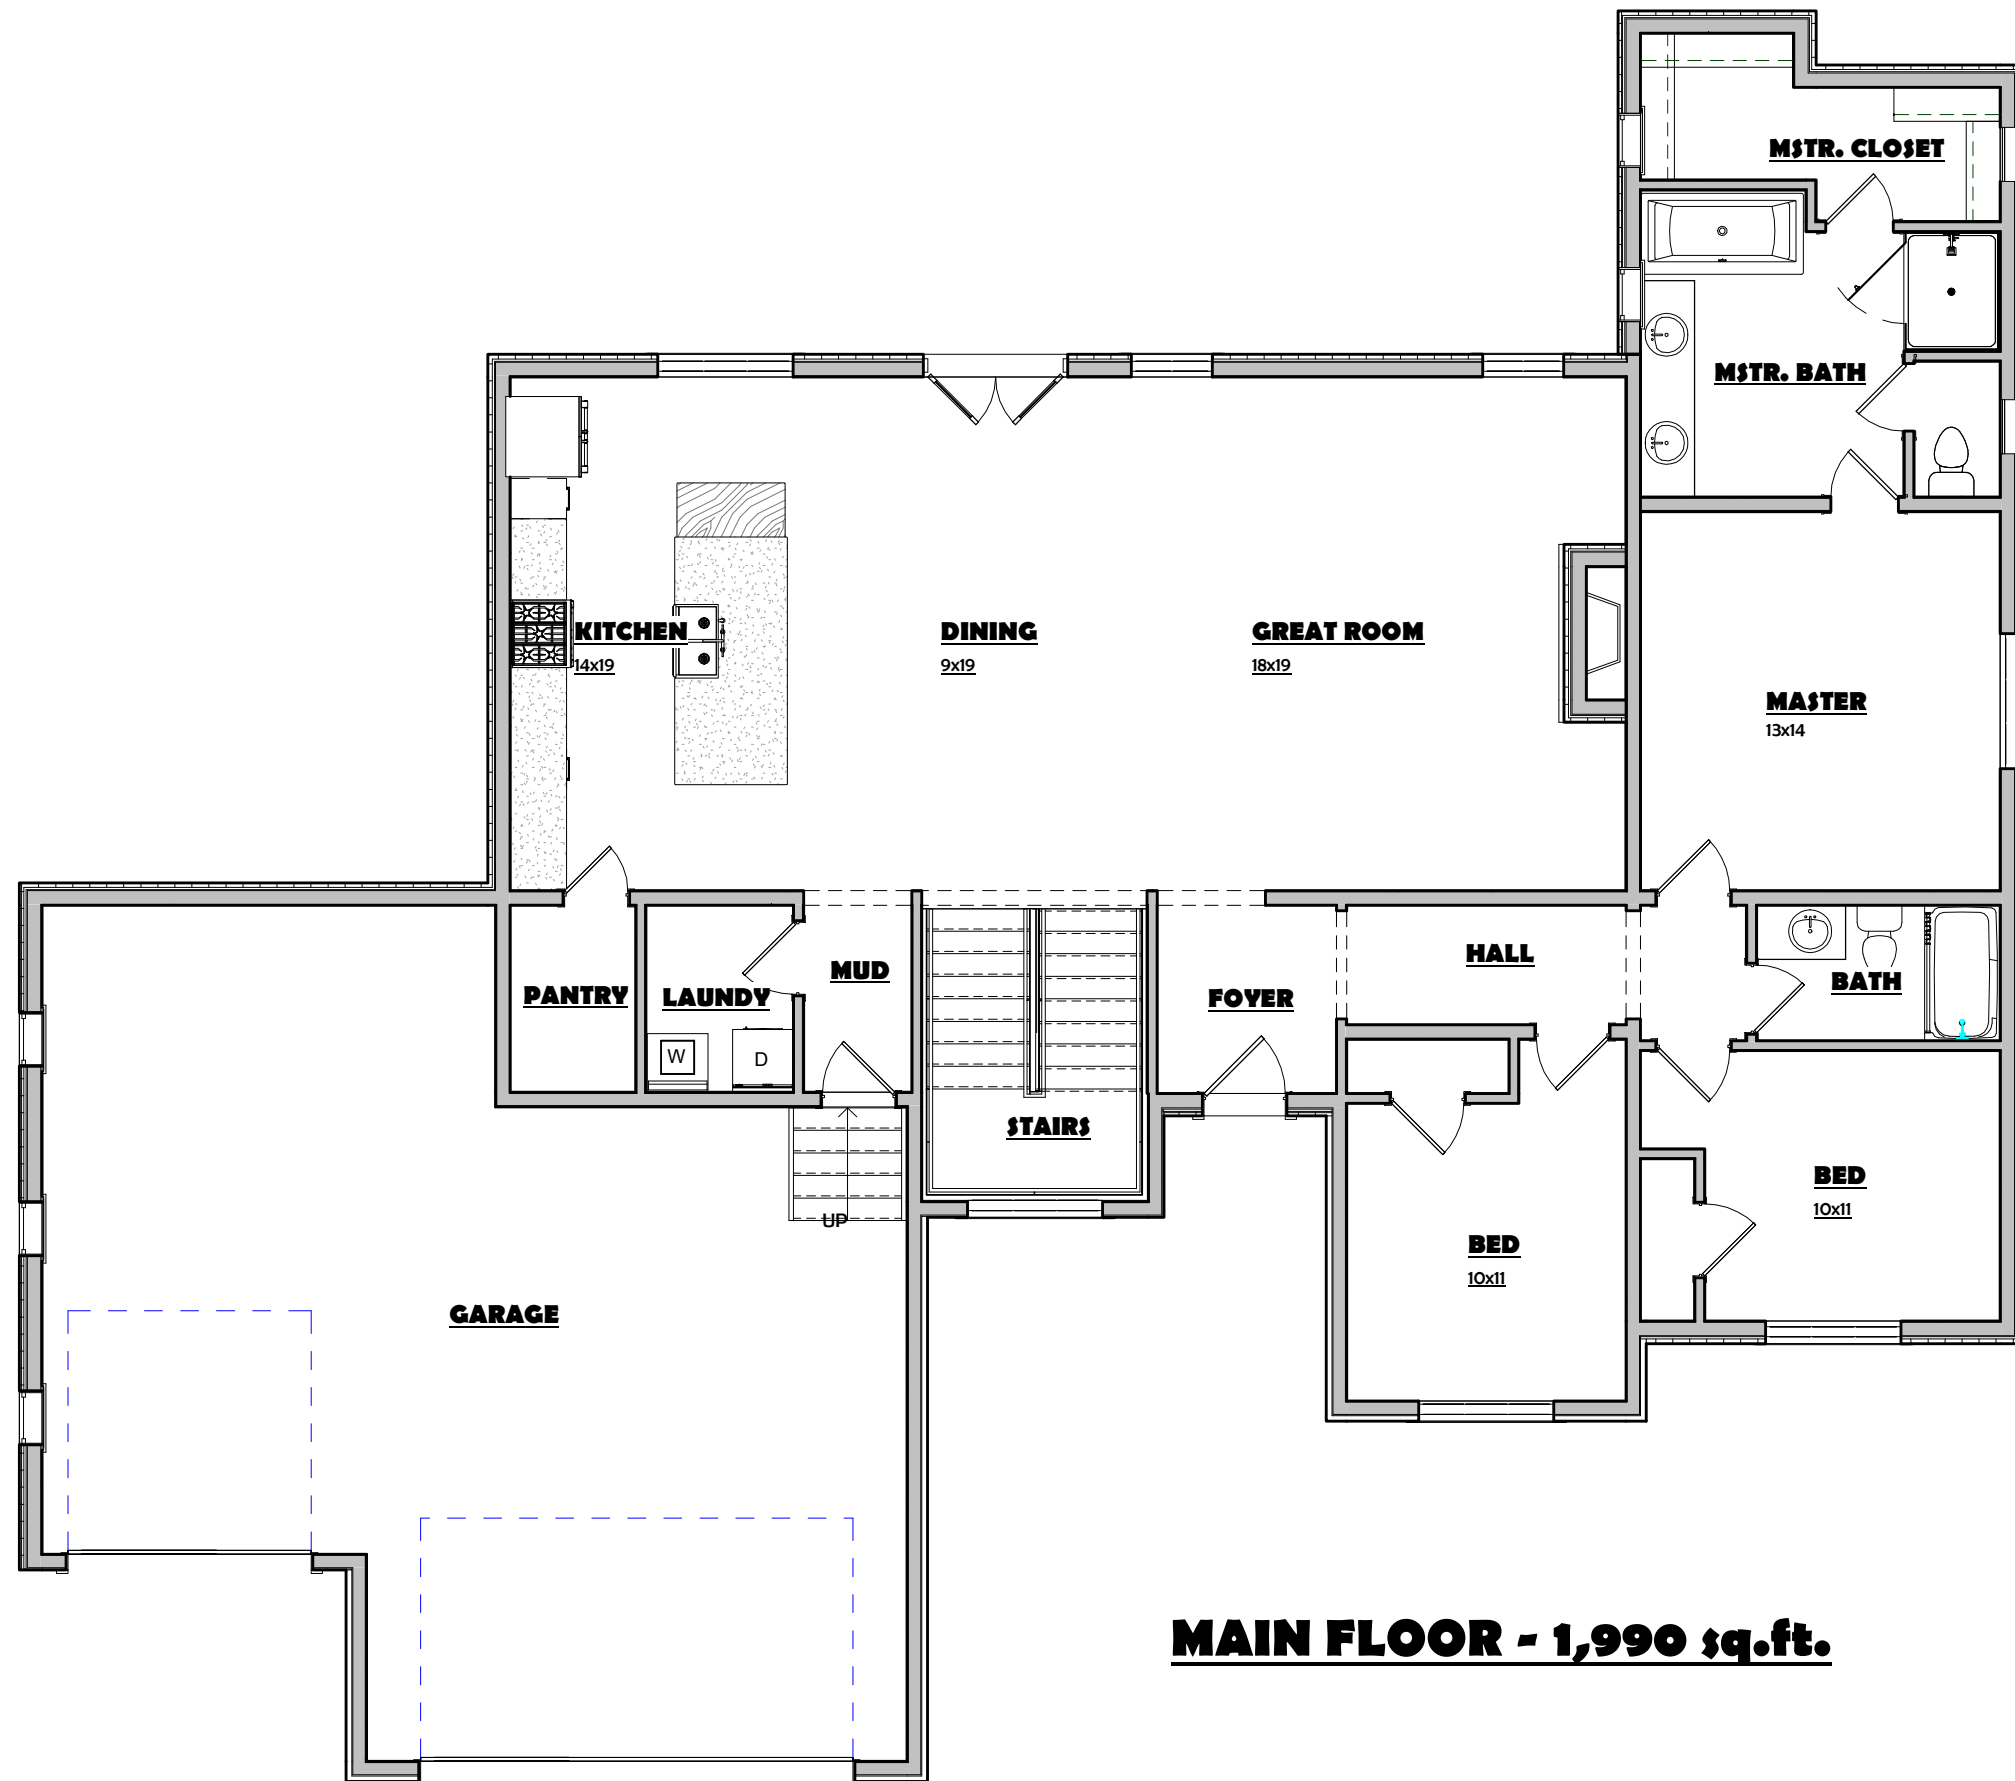 MSTR. CLOSET
MSTR. BATH
KITCHEN
14x19
DINING
9x19
GREAT ROOM
18x19
MASTER
13x14
PANTRY
LAUNDY
W
D
MUD
STAIRS
FOYER
HALL
BATH
BED
10x11
BED
10x11
UP
GARAGE
MAIN FLOOR - 1,990 sq.ft.